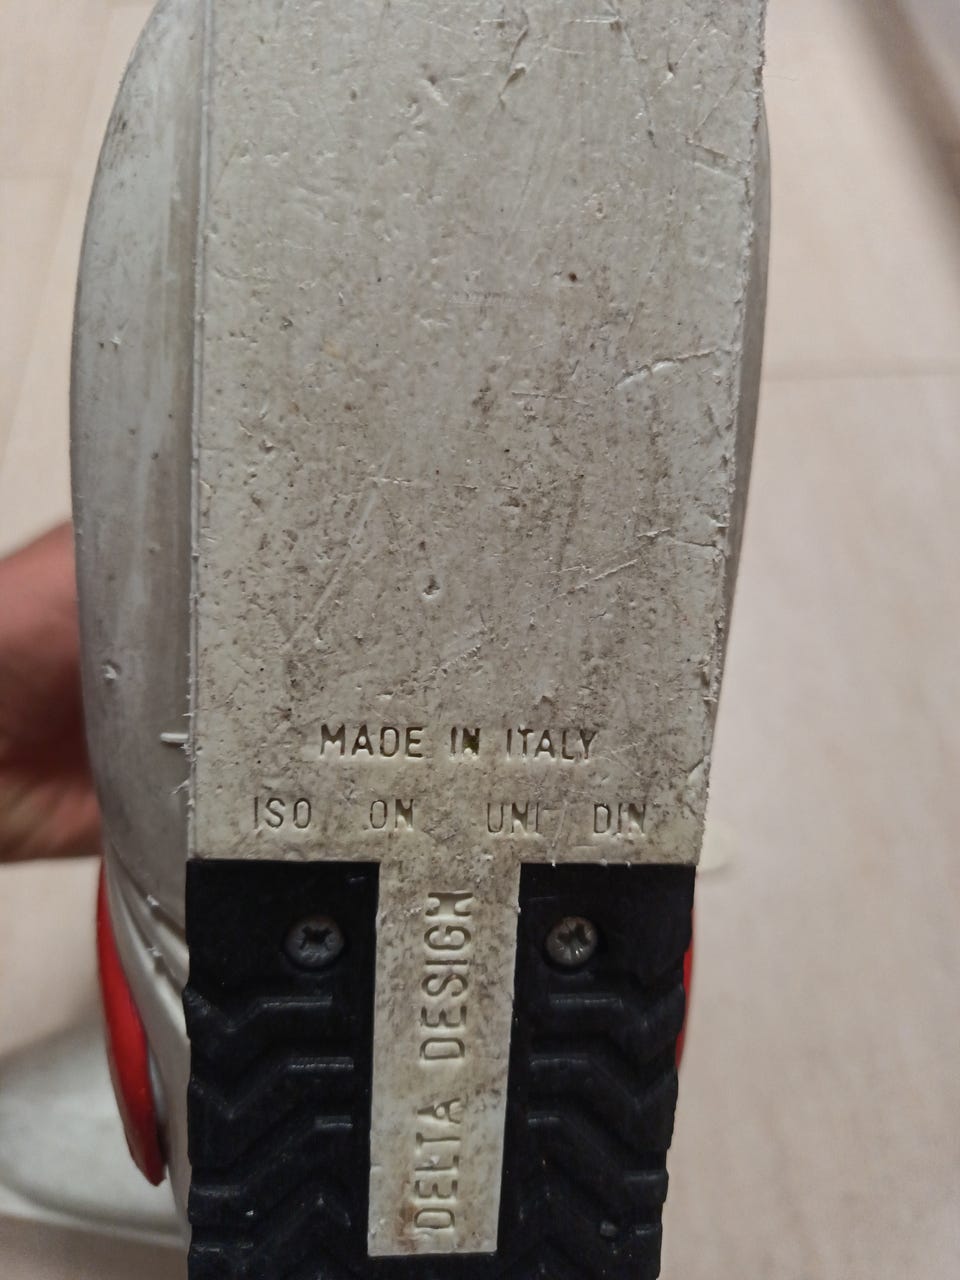 MADE IN ITALY
ISO ON UNI DIN
DELTA DESIGN